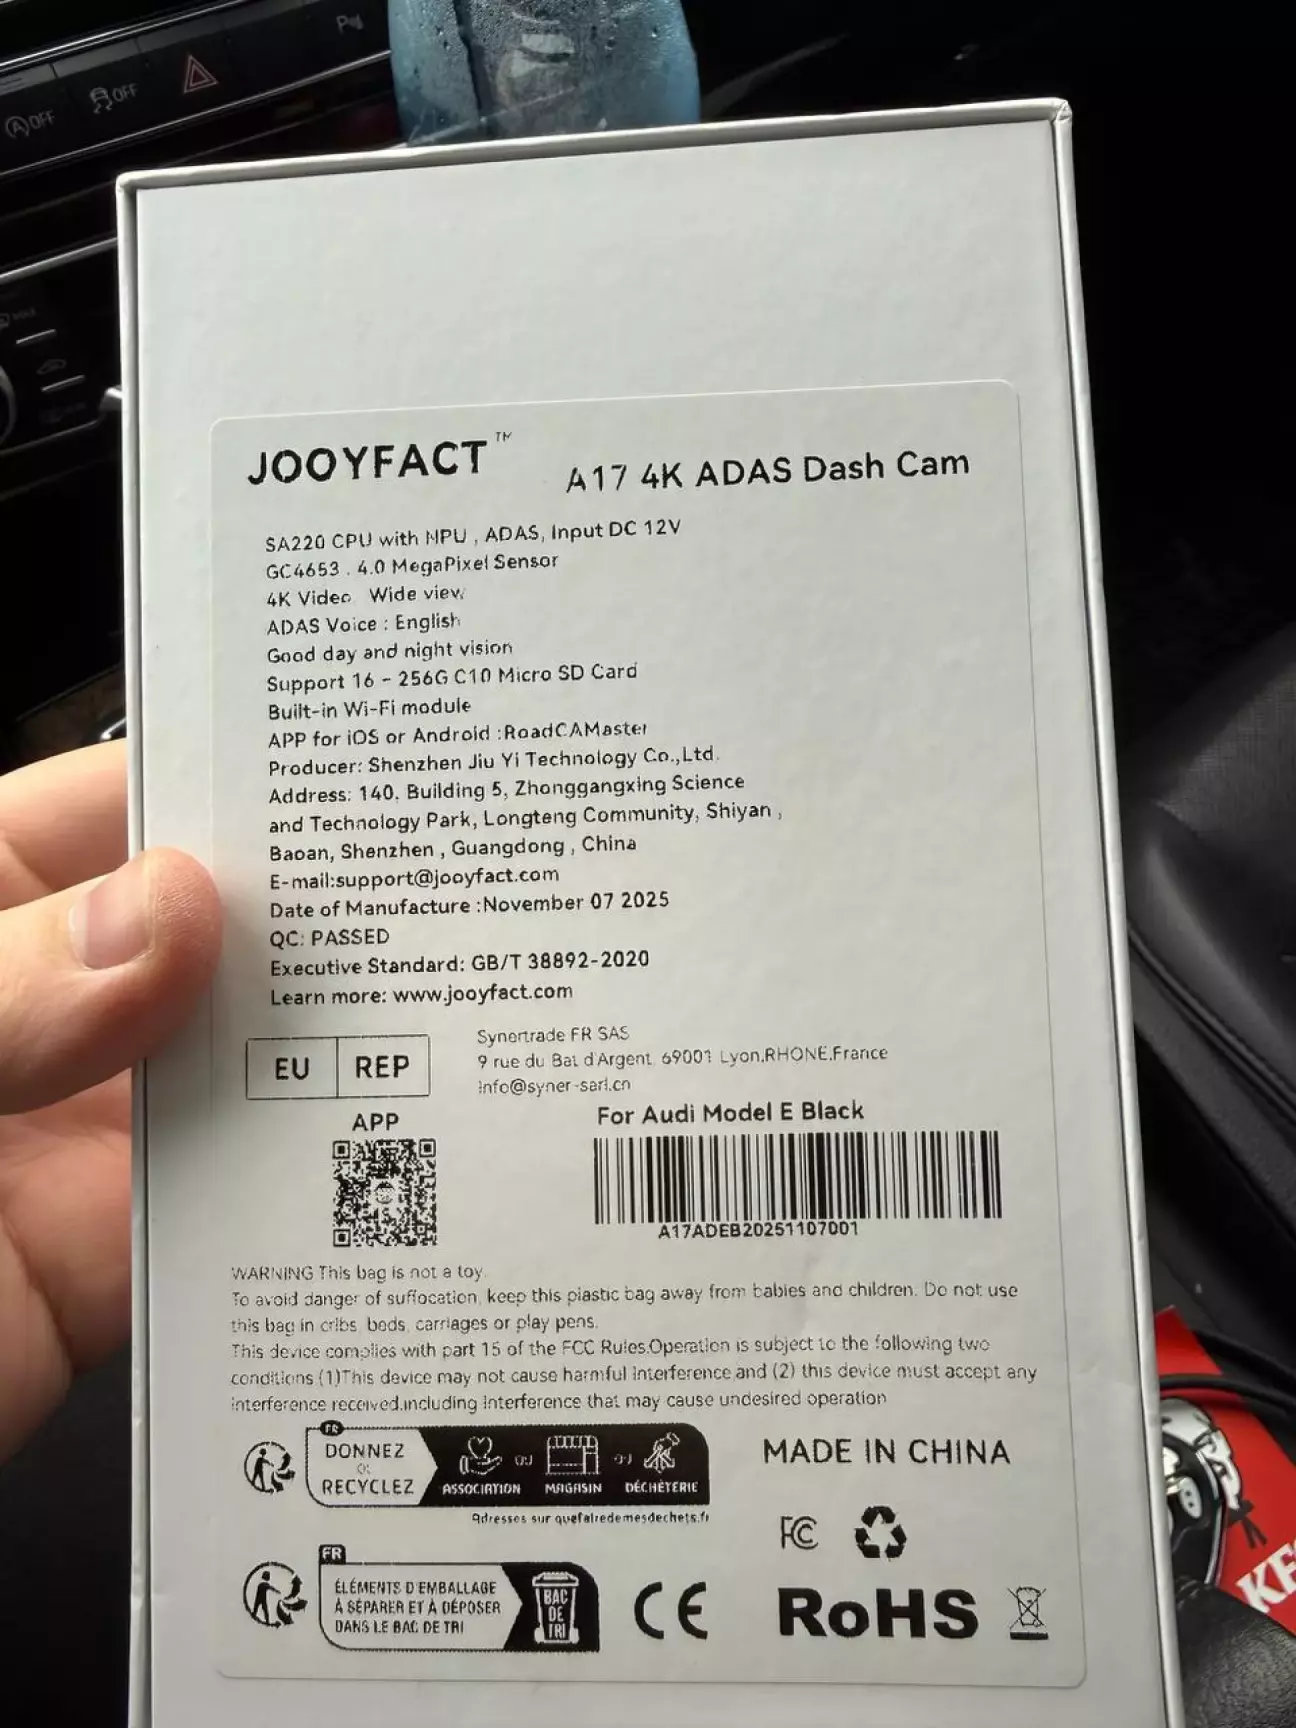 OFF
OFF
P
JOOYFACT™
A17 4K ADAS Dash Cam
SA220 CPU with NPU , ADAS, Input DC 12V
GC4653 . 4.0 MegaPixel Sensor
4K Video Wide view
ADAS Voice : English
Good day and night vision
Support 16 - 256G C10 Micro SD Card
Built-in Wi-Fi module
APP for iOS or Android :RoadCAMaster
Producer: Shenzhen Jiu Yi Technology Co.,Ltd.
Address: 140, Building 5, Zhonggangxing Science
and Technology Park, Longteng Community, Shiyan ,
Baoan, Shenzhen , Guangdong , China
E-mail:support@jooyfact.com
Date of Manufacture :November 07 2025
QC: PASSED
Executive Standard: GB/T 38892-2020
Learn more: www.jooyfact.com
EU REP
Synertrade FR SAS
9 rue du Bat d'Argent 69001 Lyon,RHONE,France
info@syner-sarl.cn
APP
For Audi Model E Black
A17ADEB20251107001
WARNING This bag is not a toy.
To avoid danger of suffocation, keep this plastic bag away from babies and children. Do not use
this bag in cribs, beds, carriages or play pens.
This device complies with part 15 of the FCC Rules.Operation is subject to the following two
conditions (1)This device may not cause harmful interference and (2) this device must accept any
interference received,including interference that may cause undesired operation
FR
DONNEZ
OU
RECYCLEZ
ASSOCIATION OU MAGASIN OU DÉCHÈTERIE
Adresses sur quefairedemesdechets.fr
MADE IN CHINA
FC
FR
ÉLÉMENTS D'EMBALLAGE
À SÉPARER ET À DÉPOSER
DANS LE BAC DE TRI
BAC
DE
TRI
CE
RoHS
KFC